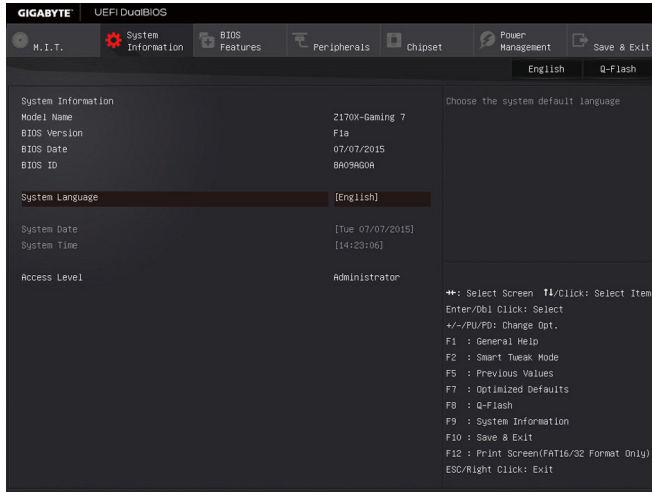 GIGABYTE™ UEFI DualBIOS
M.I.T.
System Information
BIOS Features
Peripherals
Chipset
Power Management
Save & Exit
English Q-Flash
System Information
Model Name Z170X-Gaming 7
BIOS Version F1a
BIOS Date 07/07/2015
BIOS ID 8A09AG0A
System Language [English]
System Date [Tue 07/07/2015]
System Time [14:23:06]
Access Level Administrator
Choose the system default language
→←: Select Screen ↑↓/Click: Select Item
Enter/Dbl Click: Select
+/-/PU/PD: Change Opt.
F1 : General Help
F2 : Smart Tweak Mode
F5 : Previous Values
F7 : Optimized Defaults
F8 : Q-Flash
F9 : System Information
F10 : Save & Exit
F12 : Print Screen(FAT16/32 Format Only)
ESC/Right Click: Exit